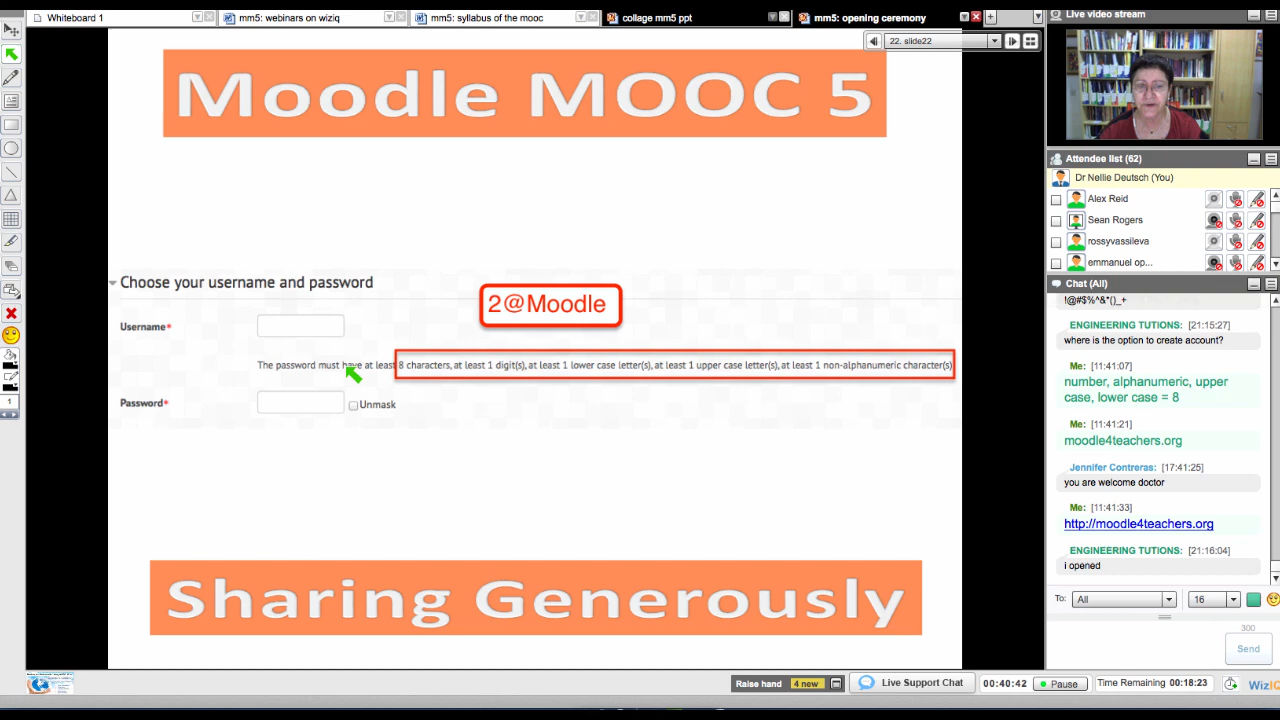 Whiteboard 1
mm5: webinars on wiziq
mm5: syllabus of the mooc
collage mm5 ppt
mm5: opening ceremony
22. slide22
Moodle MOOC 5
Choose your username and password
2@Moodle
Username*
The password must have at least 8 characters, at least 1 digit(s), at least 1 lower case letter(s), at least 1 upper case letter(s), at least 1 non-alphanumeric character(s)
Password*
Unmask
Sharing Generously
1
Live video stream
Attendee list (62)
Dr Nellie Deutsch (You)
Alex Reid
Sean Rogers
rossyvassileva
emmanuel op...
Chat (All)
!@#$%^&*()_+
ENGINEERING TUTIONS: [21:15:27]
where is the option to create account?
Me: [11:41:07]
number, alphanumeric, upper
case, lower case = 8
Me: [11:41:21]
moodle4teachers.org
Jennifer Contreras: [17:41:25]
you are welcome doctor
Me: [11:41:33]
http://moodle4teachers.org
ENGINEERING TUTIONS: [21:16:04]
i opened
To: All 16
300
Send
Raise hand 4 new
Live Support Chat
00:40:42
Pause
Time Remaining 00:18:23